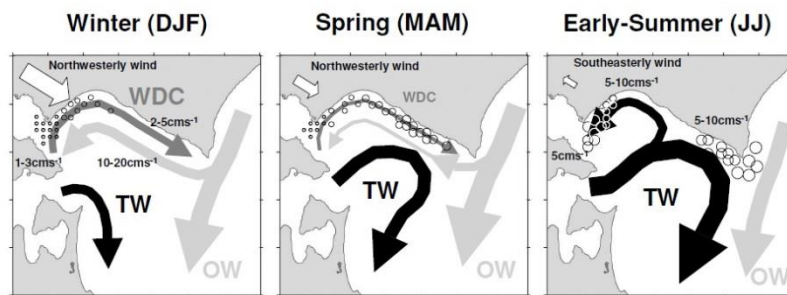 Winter (DJF)
Northwesterly wind
WDC
2-5cms-1
1-3cms-1
10-20cms-1
TW
OW
Spring (MAM)
Northwesterly wind
WDC
TW
OW
Early-Summer (JJ)
Southeasterly wind
5-10cms-1
5-10cms-1
5cms-1
TW
OW